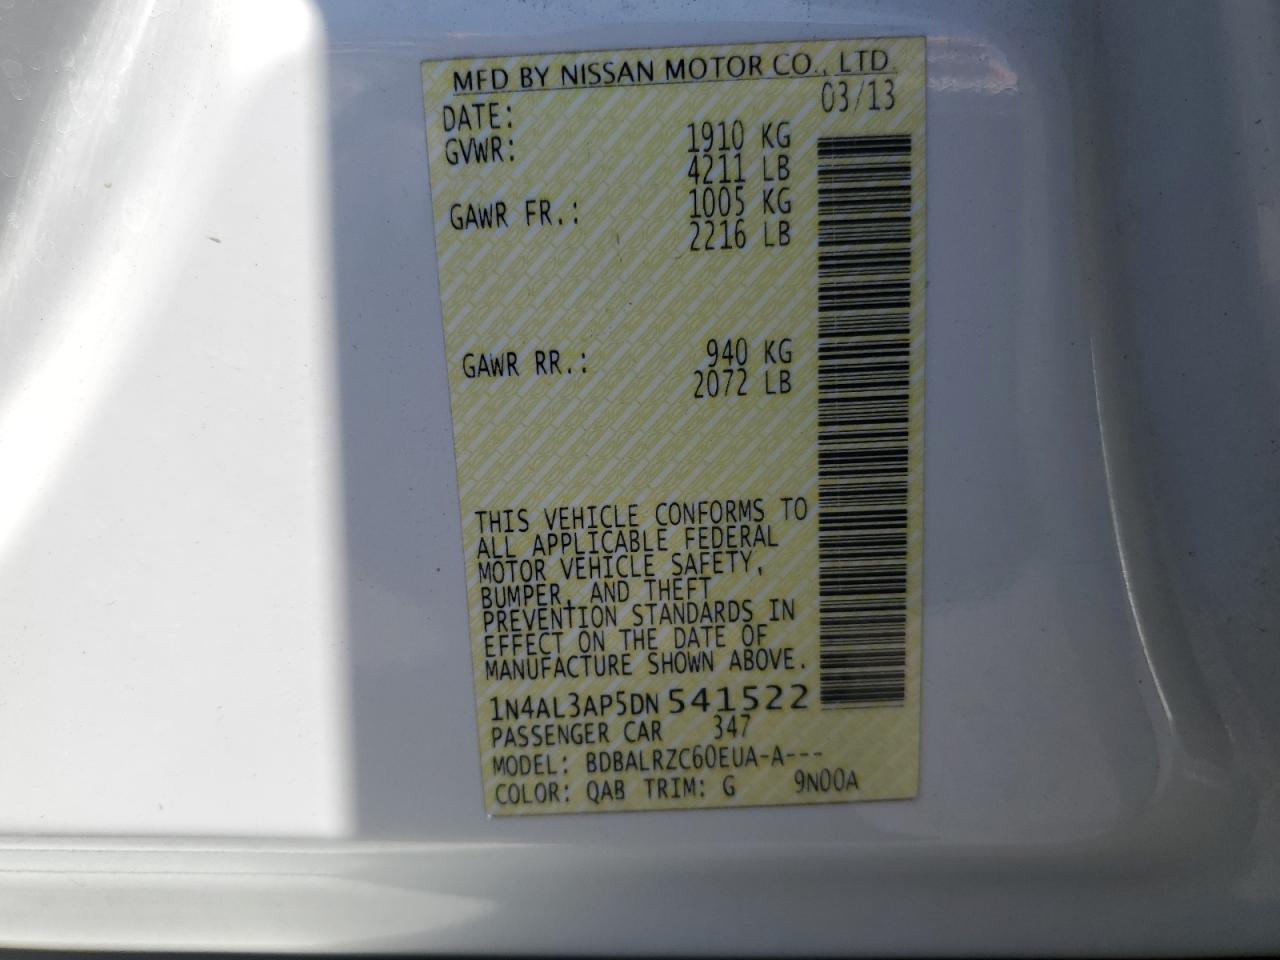 MFD BY NISSAN MOTOR CO., LTD.
DATE: 03/13
GVWR: 1910 KG
4211 LB
GAWR FR.: 1005 KG
2216 LB
GAWR RR.: 940 KG
2072 LB
THIS VEHICLE CONFORMS TO
ALL APPLICABLE FEDERAL
MOTOR VEHICLE SAFETY,
BUMPER, AND THEFT
PREVENTION STANDARDS IN
EFFECT ON THE DATE OF
MANUFACTURE SHOWN ABOVE.
1N4AL3AP5DN541522
PASSENGER CAR 347
MODEL: BDBALRZC60EUA-A---
COLOR: QAB TRIM: G 9N00A